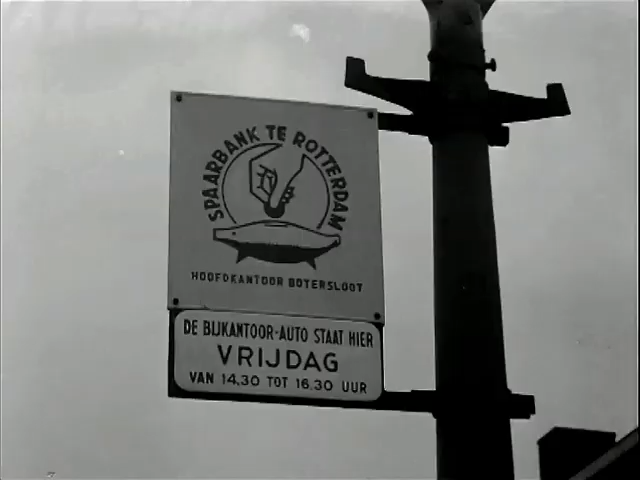 SPAARBANK TE ROTTERDAM
HOOFDKANTOOR BOTERSLOOT
DE BIJKANTOOR-AUTO STAAT HIER
VRIJDAG
VAN 14.30 TOT 16.30 UUR